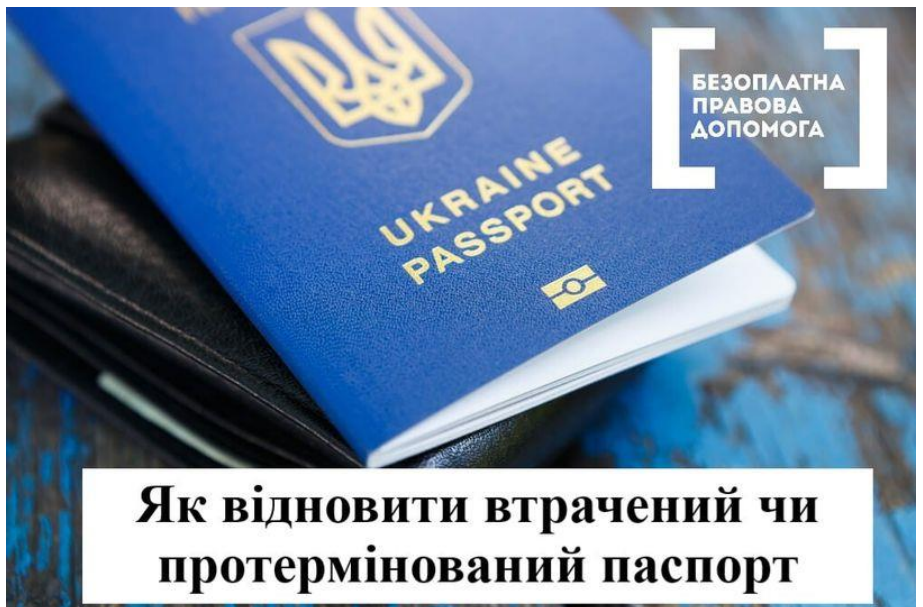 БЕЗОПЛАТНА
ПРАВОВА
ДОПОМОГА
UKRAINE
PASSPORT
Як відновити втрачений чи
протермінований паспорт